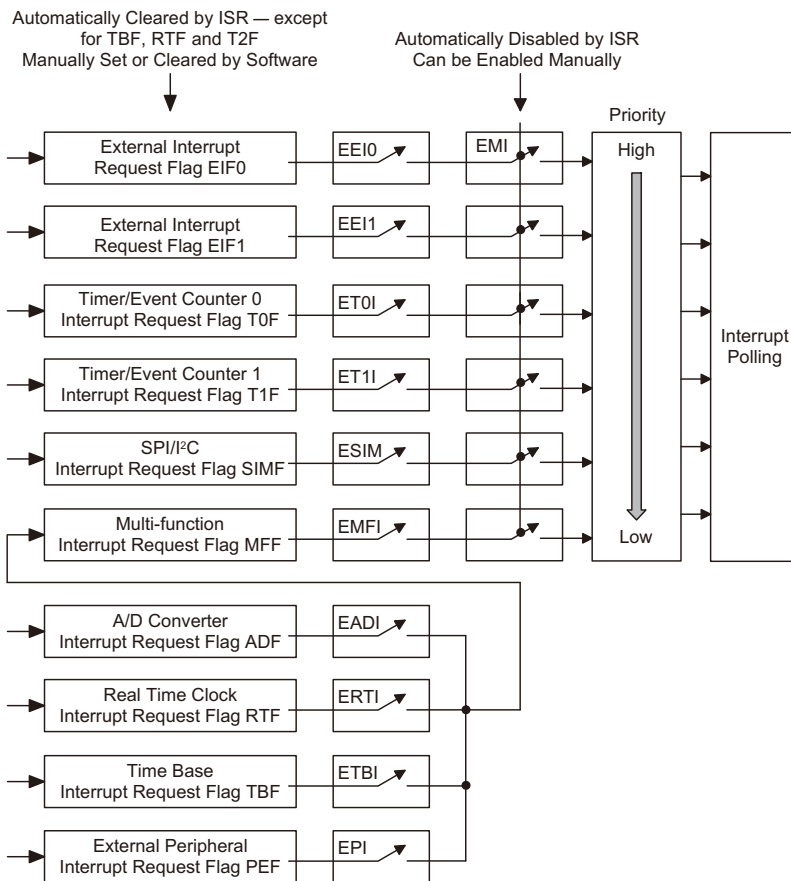 Automatically Cleared by ISR — except
for TBF, RTF and T2F
Manually Set or Cleared by Software
Automatically Disabled by ISR
Can be Enabled Manually
Priority
External Interrupt
Request Flag EIF0
EEI0
EMI
High
External Interrupt
Request Flag EIF1
EEI1
Timer/Event Counter 0
Interrupt Request Flag T0F
ET0I
Timer/Event Counter 1
Interrupt Request Flag T1F
ET1I
Interrupt
Polling
SPI/I²C
Interrupt Request Flag SIMF
ESIM
Multi-function
Interrupt Request Flag MFF
EMFI
Low
A/D Converter
Interrupt Request Flag ADF
EADI
Real Time Clock
Interrupt Request Flag RTF
ERTI
Time Base
Interrupt Request Flag TBF
ETBI
External Peripheral
Interrupt Request Flag PEF
EPI